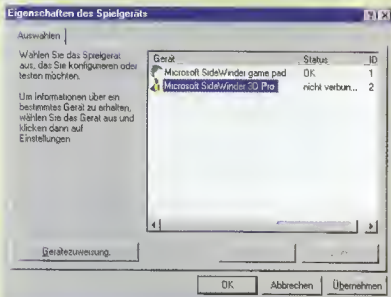 Eigenschaften des Spielgeräts
Auswählen
Wählen Sie das Spielgerät
aus, das Sie konfigurieren oder
testen möchten.
Um Informationen über ein
bestimmtes Gerät zu erhalten,
wählen Sie das Gerät aus und
klicken dann auf
Einstellungen
Gerät Status ID
Microsoft SideWinder game pad OK 1
Microsoft SideWinder 3D Pro nicht verbun... 2
Gerätezuweisung.
OK Abbrechen Übernehmen